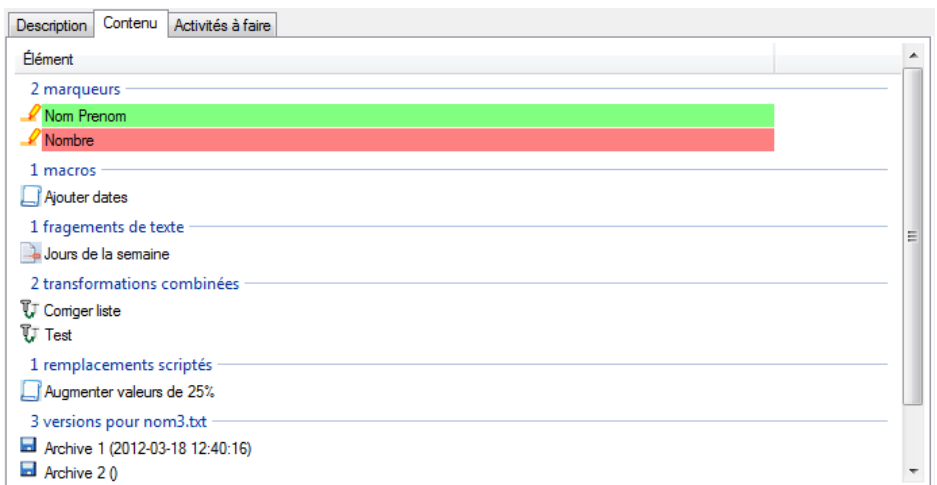 Description Contenu Activités à faire
Élément
2 marqueurs
Nom Prenom
Nombre
1 macros
Ajouter dates
1 fragements de texte
Jours de la semaine
2 transformations combinées
Corriger liste
Test
1 remplacements scriptés
Augmenter valeurs de 25%
3 versions pour nom3.txt
Archive 1 (2012-03-18 12:40:16)
Archive 2 ()